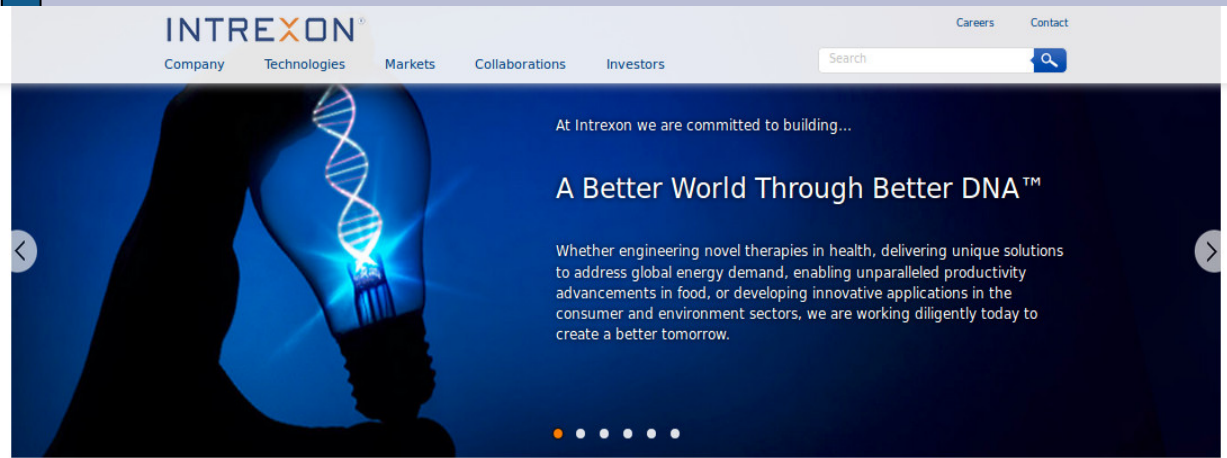 INTREXON®
Careers Contact
Company Technologies Markets Collaborations Investors
Search
At Intrexon we are committed to building...
A Better World Through Better DNA™
Whether engineering novel therapies in health, delivering unique solutions
to address global energy demand, enabling unparalleled productivity
advancements in food, or developing innovative applications in the
consumer and environment sectors, we are working diligently today to
create a better tomorrow.